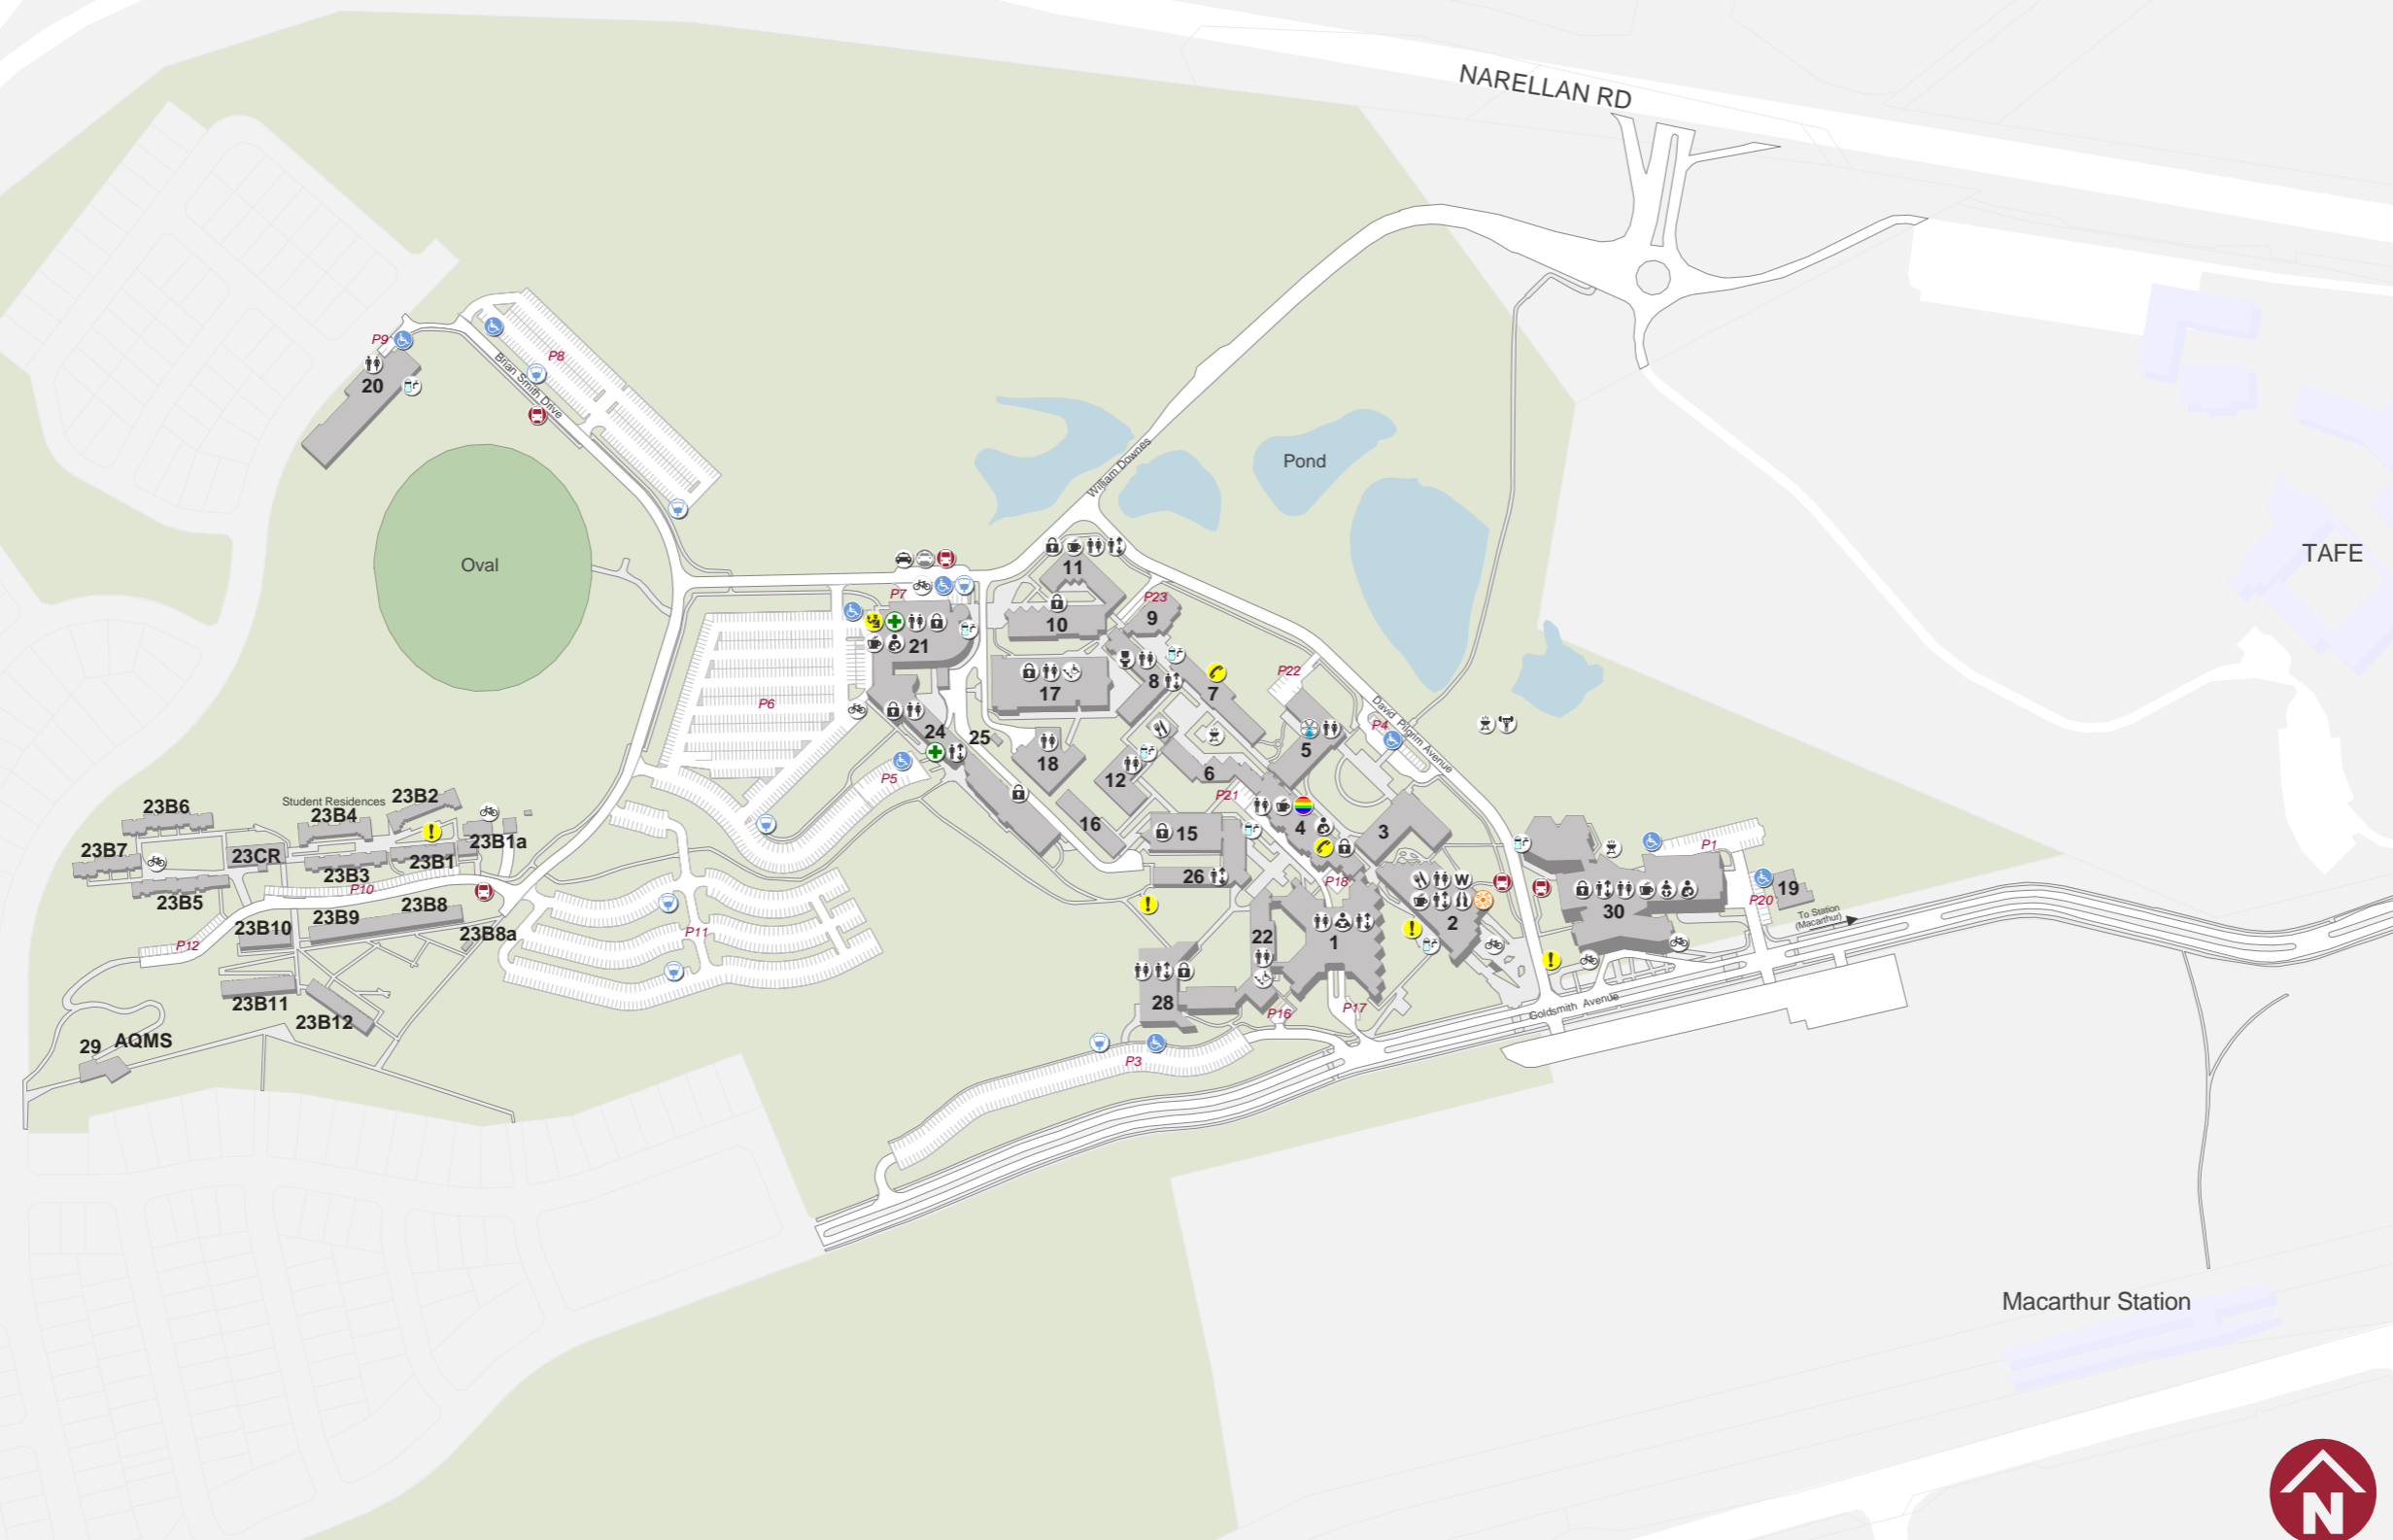 NARELLAN RD
P9
P8
20
Brian Smith Drive
William Downes
Pond
Oval
TAFE
11
P7
P23
10
9
21
17
8
7
P22
P6
David Pilgrim Avenue
P4
24
25
5
18
12
6
P5
P21
23B6
Student Residences
23B2
23B4
16
15
4
3
23B1a
P1
23B7
23CR
23B1
23B3
P10
26
P18
W
19
23B5
30
P20
To Station
(Macarthur)
23B9
23B8
2
23B10
23B8a
P11
22
1
P12
23B11
28
23B12
P16
P17
Goldsmith Avenue
29
AQMS
P3
Macarthur Station
N